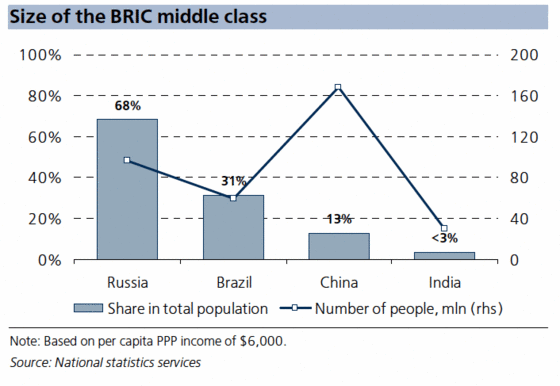 Size of the BRIC middle class
100% 200
80% 160
60% 120
40% 80
20% 40
0% 0
68%
31%
13%
<3%
Russia Brazil China India
Share in total population Number of people, mln (rhs)
Note: Based on per capita PPP income of $6,000.
Source: National statistics services